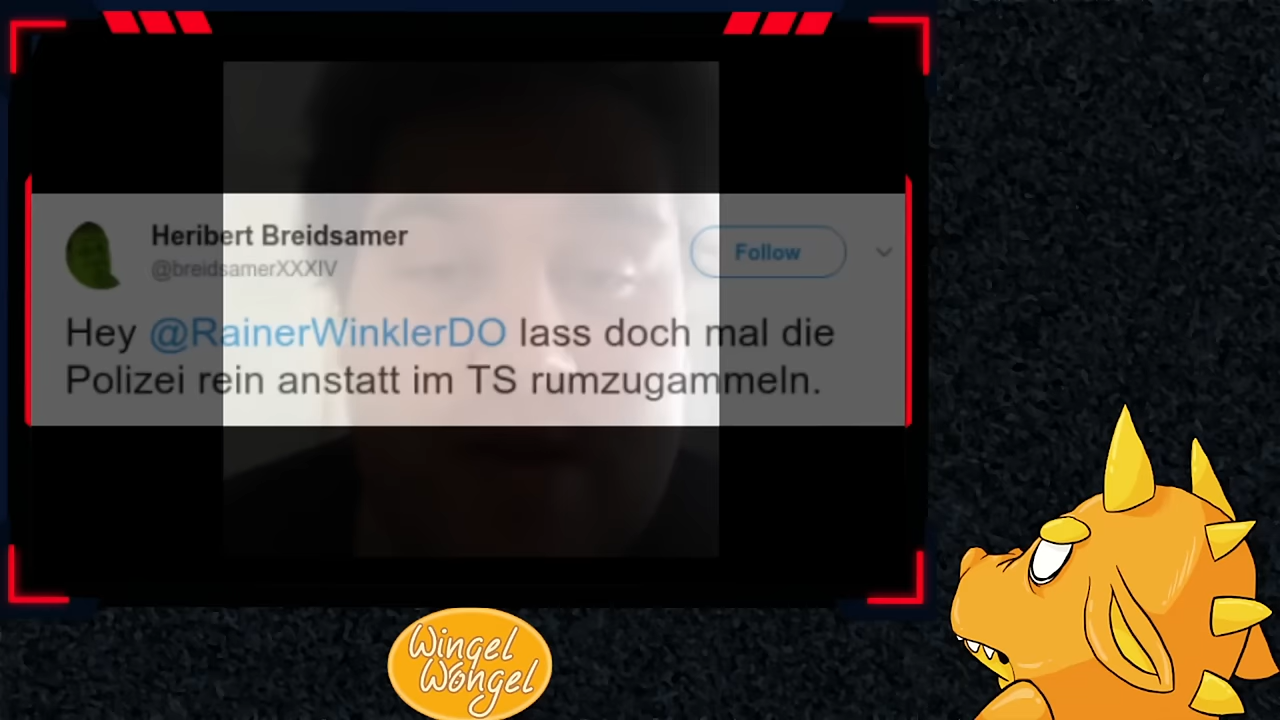 Heribert Breidsamer
@breidsamerXXXIV
Follow
Hey @RainerWinklerDO lass doch mal die
Polizei rein anstatt im TS rumzugammeln.
Wingel
Wongel